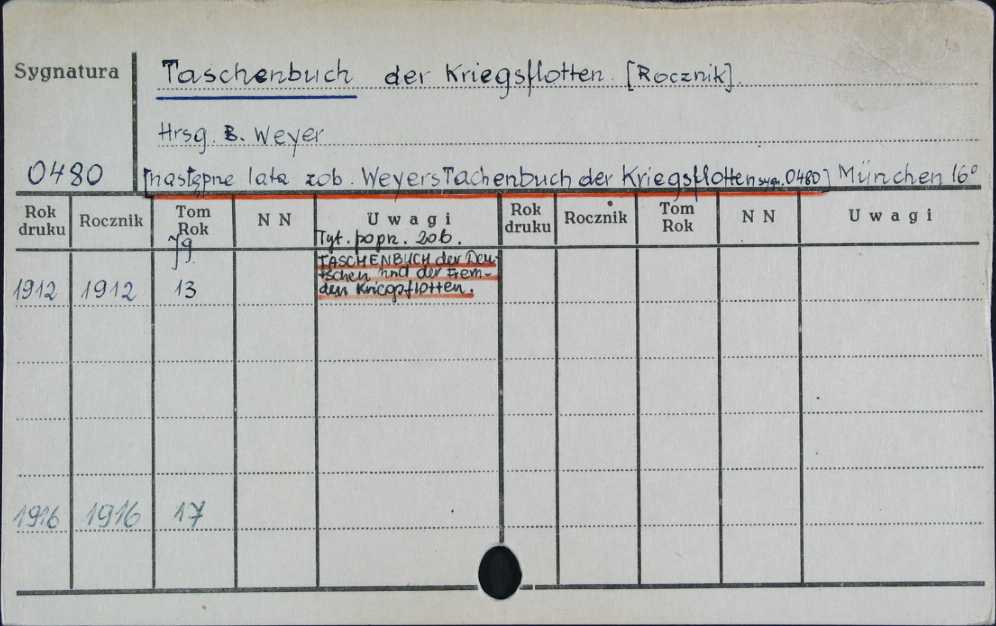 Sygnatura
Taschenbuch der Kriegsflotten. [Rocznik].
Hrsg. B. Weyer
0480
[następne lata zob. Weyers Tachenbuch der Kriegsflotten syg. 0480] München 16°
Rok druku Rocznik Tom Rok N N Uwagi Rok druku Rocznik Tom Rok N N Uwagi
Jg.
Tyt. popn. zob.
TASCHENBUCH der Deu-
tschen und der Frem-
den Kriegsflotten.
1912 1912 13
1916 1916 17